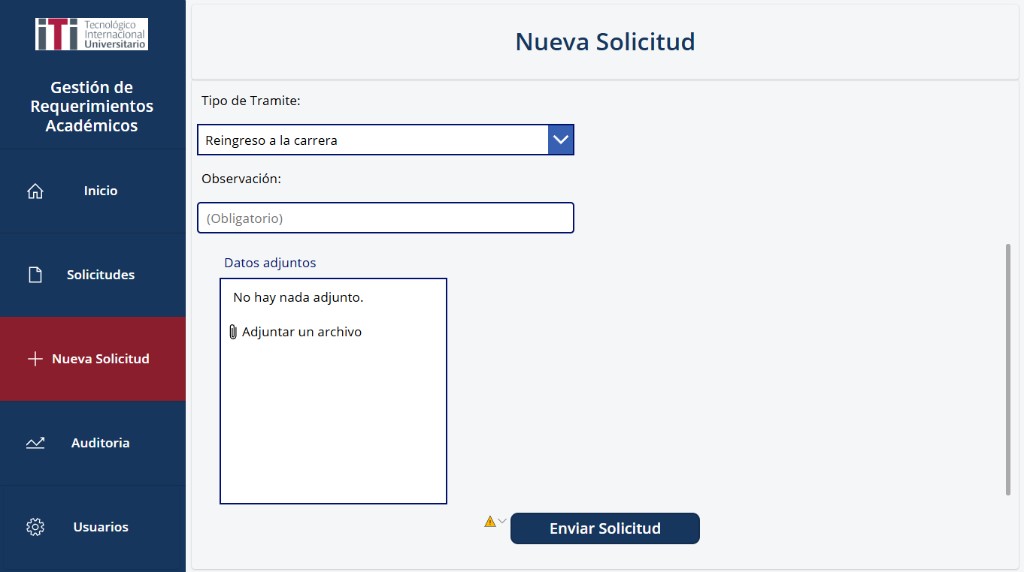 iTi
Tecnológico
Internacional
Universitario
Gestión de
Requerimientos
Académicos
Inicio
Solicitudes
Nueva Solicitud
Auditoria
Usuarios
Nueva Solicitud
Tipo de Tramite:
Reingreso a la carrera
Observación:
(Obligatorio)
Datos adjuntos
No hay nada adjunto.
Adjuntar un archivo
Enviar Solicitud